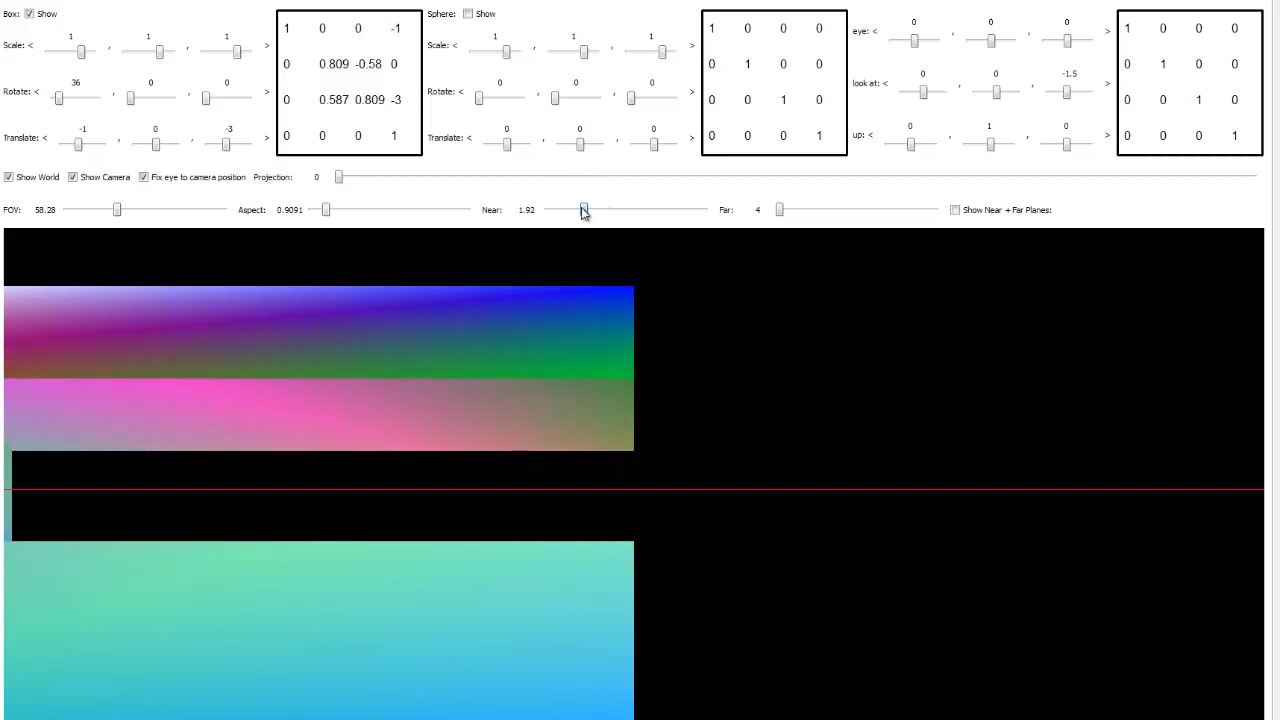 Box: Show
Scale: < 1 , 1 , 1 >
Rotate: < 36 0 0
Translate: < -1 , 0 , -3 >
1 0 0 -1
0 0.809 -0.58 0
0 0.587 0.809 -3
0 0 0 1
Sphere: Show
Scale: < 1 , 1 , 1 >
Rotate: < 0 0 0
Translate: < 0 , 0 , 0 >
1 0 0 0
0 1 0 0
0 0 1 0
0 0 0 1
eye: < 0 , 0 , 0 >
look at: < 0 , 0 , -1.5 >
up: < 0 , 1 , 0 >
1 0 0 0
0 1 0 0
0 0 1 0
0 0 0 1
Show World Show Camera Fix eye to camera position Projection: 0
FOV: 58.28 Aspect: 0.9091 Near: 1.92 Far: 4 Show Near + Far Planes: